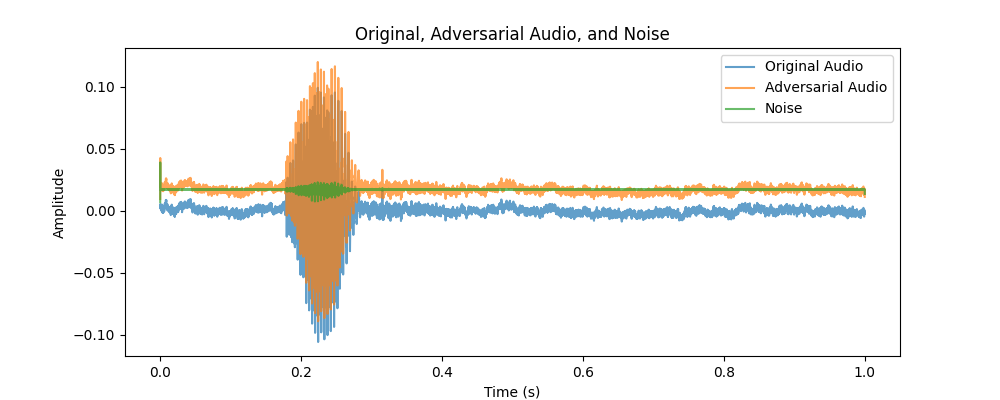 Original, Adversarial Audio, and Noise
Original Audio
Adversarial Audio
Noise
Amplitude
0.10
0.05
0.00
−0.05
−0.10
0.0
0.2
0.4
0.6
0.8
1.0
Time (s)